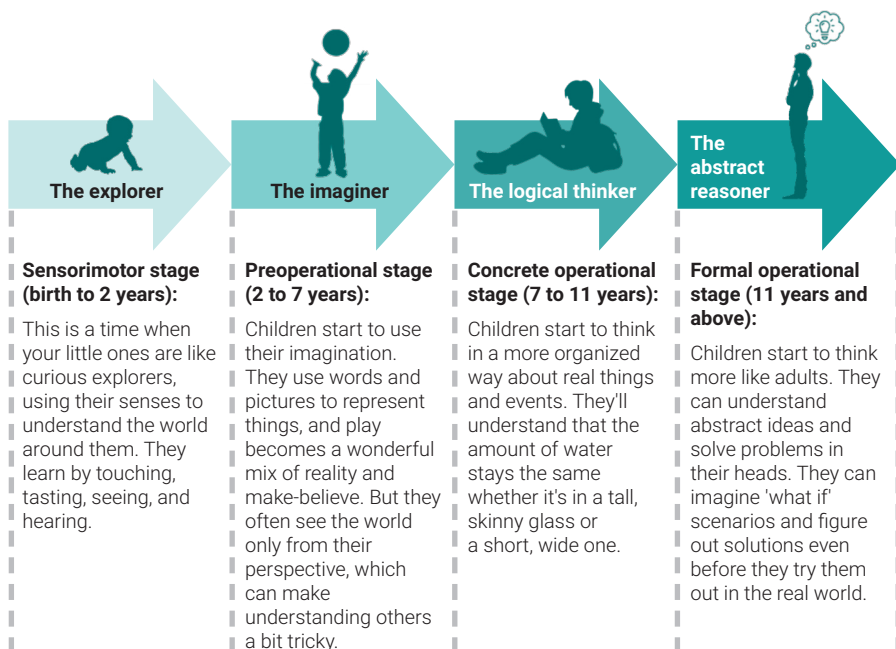 The explorer
The imaginer
The logical thinker
The
abstract
reasoner
Sensorimotor stage
(birth to 2 years):
This is a time when
your little ones are like
curious explorers,
using their senses to
understand the world
around them. They
learn by touching,
tasting, seeing, and
hearing.
Preoperational stage
(2 to 7 years):
Children start to use
their imagination.
They use words and
pictures to represent
things, and play
becomes a wonderful
mix of reality and
make-believe. But they
often see the world
only from their
perspective, which
can make
understanding others
a bit tricky.
Concrete operational
stage (7 to 11 years):
Children start to think
in a more organized
way about real things
and events. They'll
understand that the
amount of water
stays the same
whether it's in a tall,
skinny glass or
a short, wide one.
Formal operational
stage (11 years and
above):
Children start to think
more like adults. They
can understand
abstract ideas and
solve problems in
their heads. They can
imagine 'what if'
scenarios and figure
out solutions even
before they try them
out in the real world.